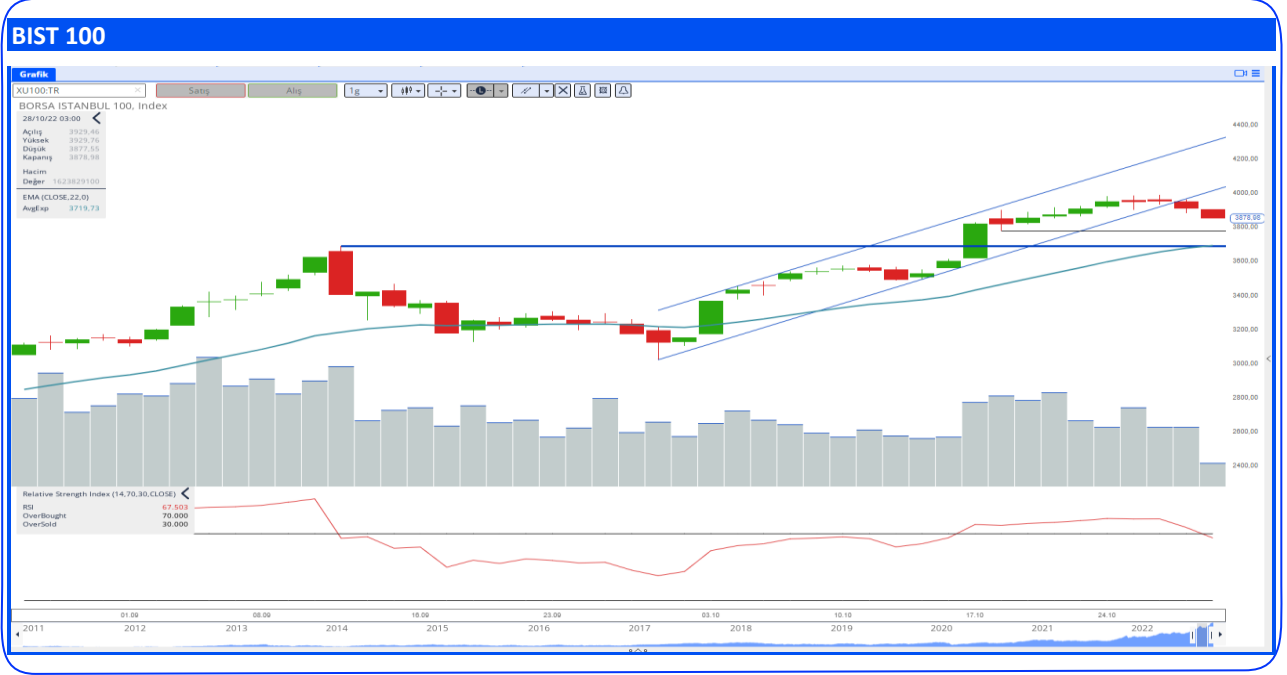 BIST 100
Grafik
XU100:TR
Satış
Alış
1g
BORSA ISTANBUL 100, Index
28/10/22 03:00
Açılış 3929,46
Yüksek 3929,76
Düşük 3877,55
Kapanış 3878,98
Hacim
Değer 1623829100
EMA (CLOSE,22,0)
AvgExp 3719,73
4400,00
4200,00
4000,00
3878,98
3800,00
3600,00
3400,00
3200,00
3000,00
2800,00
2600,00
2400,00
Relative Strength Index (14,70,30,CLOSE)
RSI 67.503
OverBought 70.000
OverSold 30.000
01.09 08.09 16.09 23.09 03.10 10.10 17.10 24.10
2011 2012 2013 2014 2015 2016 2017 2018 2019 2020 2021 2022